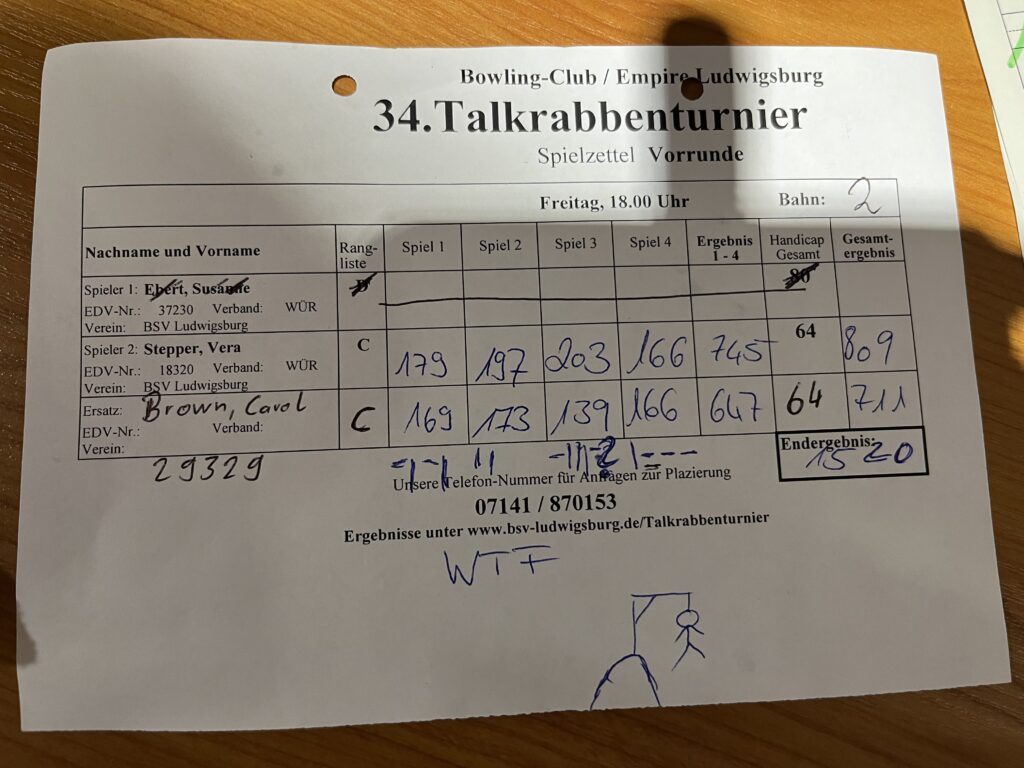 Bowling-Club / Empire Ludwigsburg
34.Talkrabbenturnier
Spielzettel Vorrunde
Freitag, 18.00 Uhr Bahn: 2
Nachname und Vorname Rang-liste Spiel 1 Spiel 2 Spiel 3 Spiel 4 Ergebnis 1 - 4 Handicap Gesamt Gesamt-ergebnis
Spieler 1: Ebert, Susanne 80
EDV-Nr.: 37230 Verband: WÜR
Verein: BSV Ludwigsburg
Spieler 2: Stepper, Vera C 179 197 203 166 745 64 809
EDV-Nr.: 18320 Verband: WÜR
Verein: BSV Ludwigsburg
Ersatz: Brown, Carol C 169 173 139 166 647 64 711
EDV-Nr.: Verband:
Verein:
29329
Endergebnis: 1520
Unsere Telefon-Nummer für Anfragen zur Plazierung
07141 / 870153
Ergebnisse unter www.bsv-ludwigsburg.de/Talkrabbenturnier
WTF